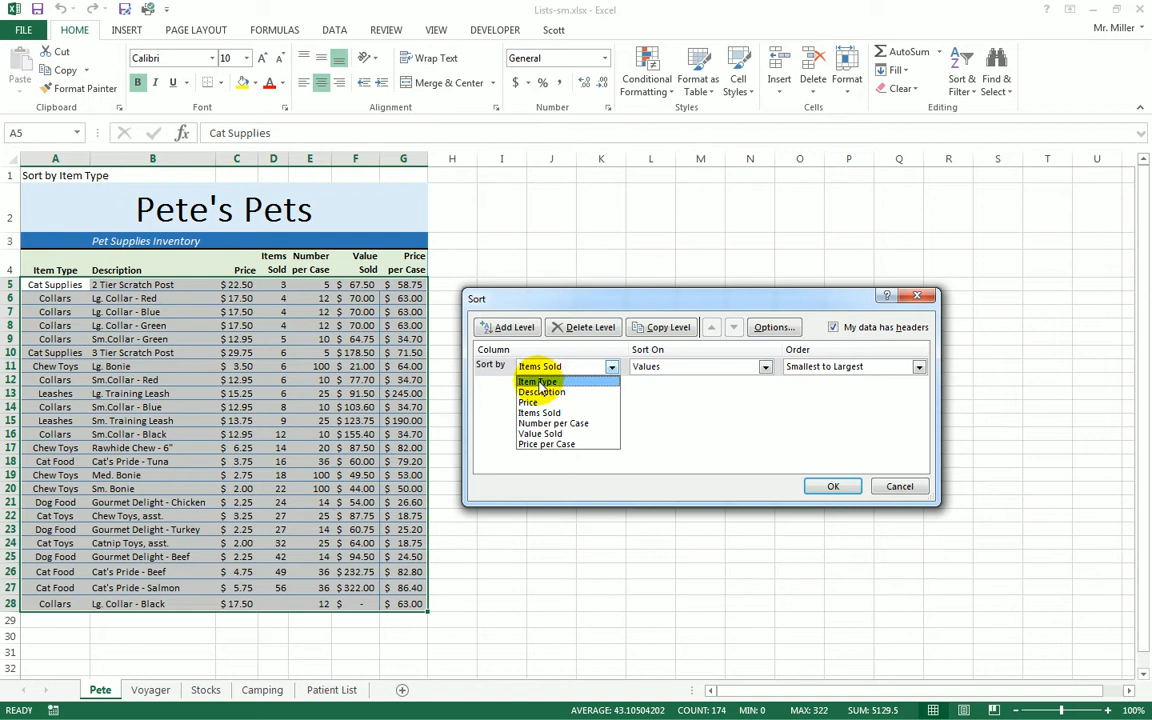 Lists-sm.xlsx - Excel
FILE HOME INSERT PAGE LAYOUT FORMULAS DATA REVIEW VIEW DEVELOPER Scott Mr. Miller
Paste Cut Copy Format Painter
Calibri 10 B I U
Wrap Text Merge & Center
General $ % ,
Conditional Formatting Format as Table Cell Styles
Insert Delete Format
AutoSum Fill Clear Sort & Filter Find & Select
Clipboard Font Alignment Number Styles Cells Editing
A5 fx Cat Supplies
A B C D E F G H I J K L M N O P Q R S T U
1 Sort by Item Type
2 Pete's Pets
3 Pet Supplies Inventory
4 Item Type Description Price Items Sold Number per Case Value Sold Price per Case
5 Cat Supplies 2 Tier Scratch Post $ 22.50 3 5 $ 67.50 $ 58.75
6 Collars Lg. Collar - Red $ 17.50 4 12 $ 70.00 $ 63.00
7 Collars Lg. Collar - Blue $ 17.50 4 12 $ 70.00 $ 63.00
8 Collars Lg. Collar - Green $ 17.50 4 12 $ 70.00 $ 63.00
9 Collars Sm.Collar - Green $ 12.95 5 10 $ 64.75 $ 34.70
10 Cat Supplies 3 Tier Scratch Post $ 29.75 6 5 $ 178.50 $ 71.50
11 Chew Toys Lg. Bonie $ 3.50 6 100 $ 21.00 $ 64.00
12 Collars Sm.Collar - Red $ 12.95 6 10 $ 77.70 $ 34.70
13 Leashes Lg. Training Leash $ 15.25 6 25 $ 91.50 $ 245.00
14 Collars Sm.Collar - Blue $ 12.95 8 10 $ 103.60 $ 34.70
15 Leashes Sm. Training Leash $ 13.75 9 25 $ 123.75 $ 190.00
16 Collars Sm.Collar - Black $ 12.95 12 10 $ 155.40 $ 34.70
17 Chew Toys Rawhide Chew - 6" $ 6.25 14 20 $ 87.50 $ 82.00
18 Cat Food Cat's Pride - Tuna $ 3.75 16 36 $ 60.00 $ 79.20
19 Chew Toys Med. Bonie $ 2.75 18 100 $ 49.50 $ 53.00
20 Chew Toys Sm. Bonie $ 2.00 22 100 $ 44.00 $ 50.00
21 Dog Food Gourmet Delight - Chicken $ 2.25 24 14 $ 54.00 $ 26.60
22 Cat Toys Chew Toys, asst. $ 3.25 27 25 $ 87.75 $ 18.75
23 Dog Food Gourmet Delight - Turkey $ 2.25 27 14 $ 60.75 $ 25.20
24 Cat Toys Catnip Toys, asst. $ 2.00 32 25 $ 64.00 $ 18.75
25 Dog Food Gourmet Delight - Beef $ 2.25 42 14 $ 94.50 $ 24.50
26 Cat Food Cat's Pride - Beef $ 4.75 49 36 $ 232.75 $ 82.80
27 Cat Food Cat's Pride - Salmon $ 5.75 56 36 $ 322.00 $ 86.40
28 Collars Lg. Collar - Black $ 17.50 12 $ - $ 63.00
29
30
31
32
Sort
Add Level Delete Level Copy Level Options... My data has headers
Column Sort On Order
Sort by Items Sold Values Smallest to Largest
Item Type
Description
Price
Items Sold
Number per Case
Value Sold
Price per Case
OK Cancel
Pete Voyager Stocks Camping Patient List
READY AVERAGE: 43.10504202 COUNT: 174 MIN: 0 MAX: 322 SUM: 5129.5 100%